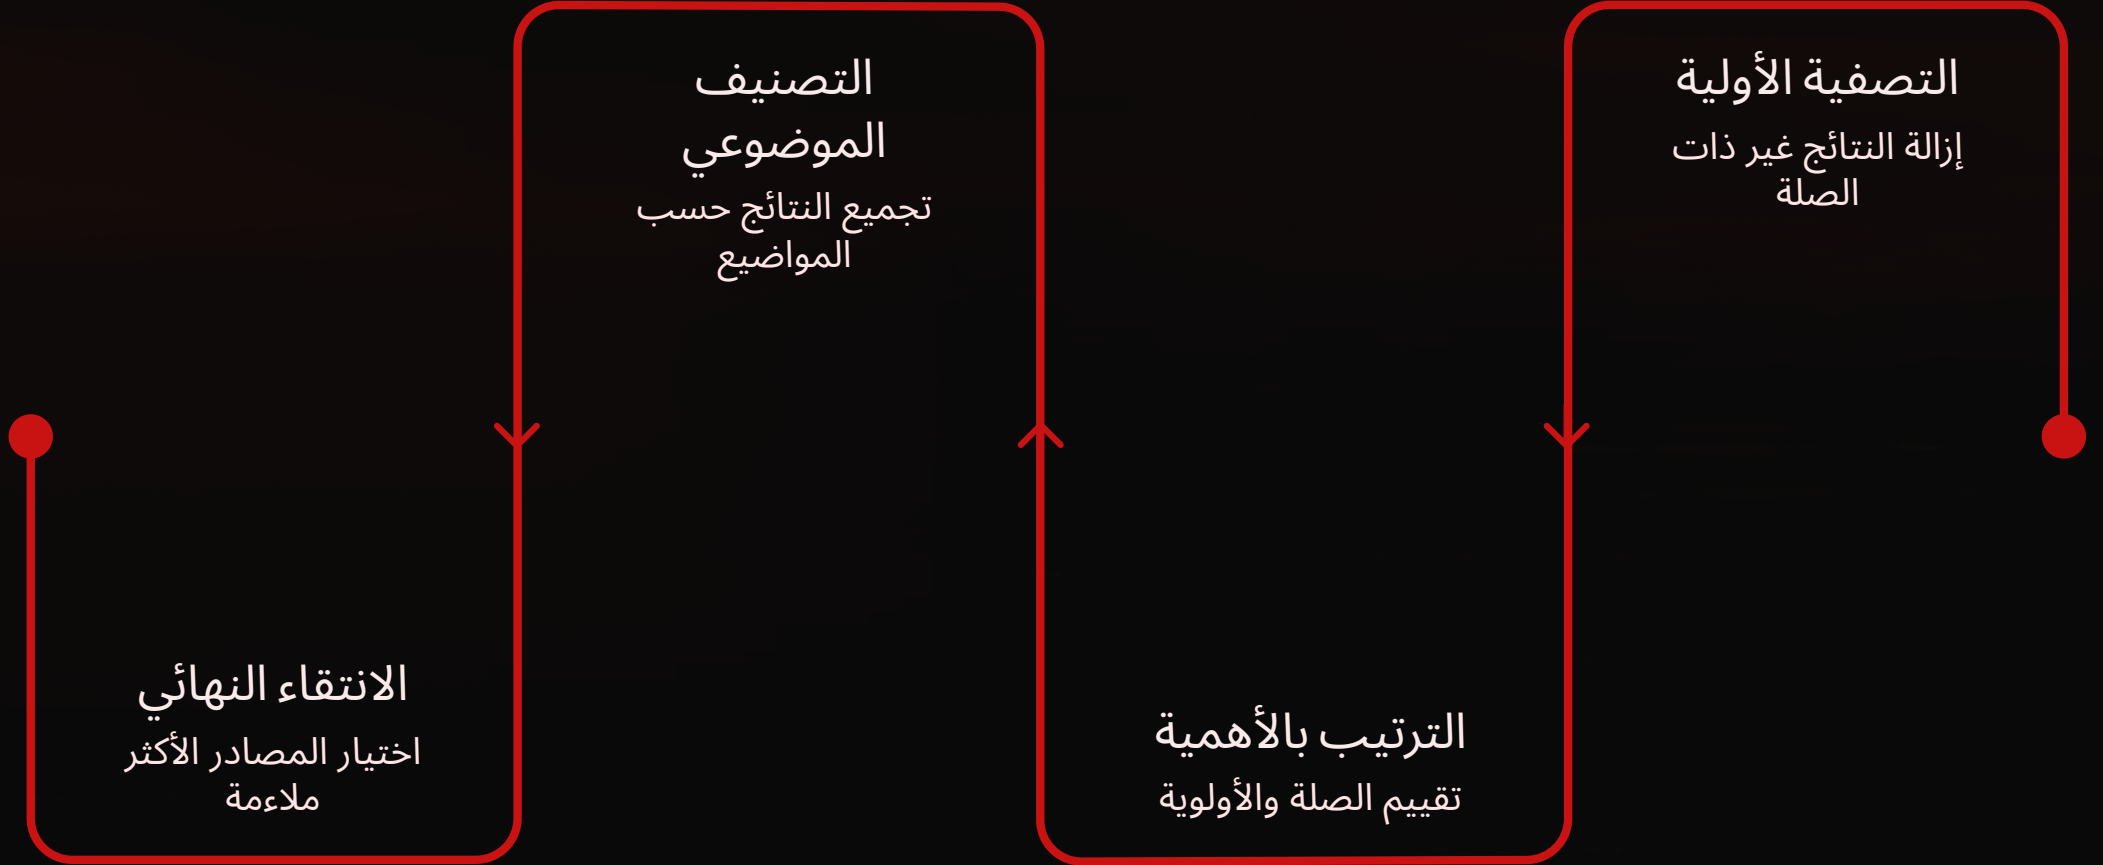 التصفية الأولية
إزالة النتائج غير ذات
الصلة
الترتيب بالأهمية
تقييم الصلة والأولوية
التصنيف
الموضوعي
تجميع النتائج حسب
المواضيع
الانتقاء النهائي
اختيار المصادر الأكثر
ملاءمة